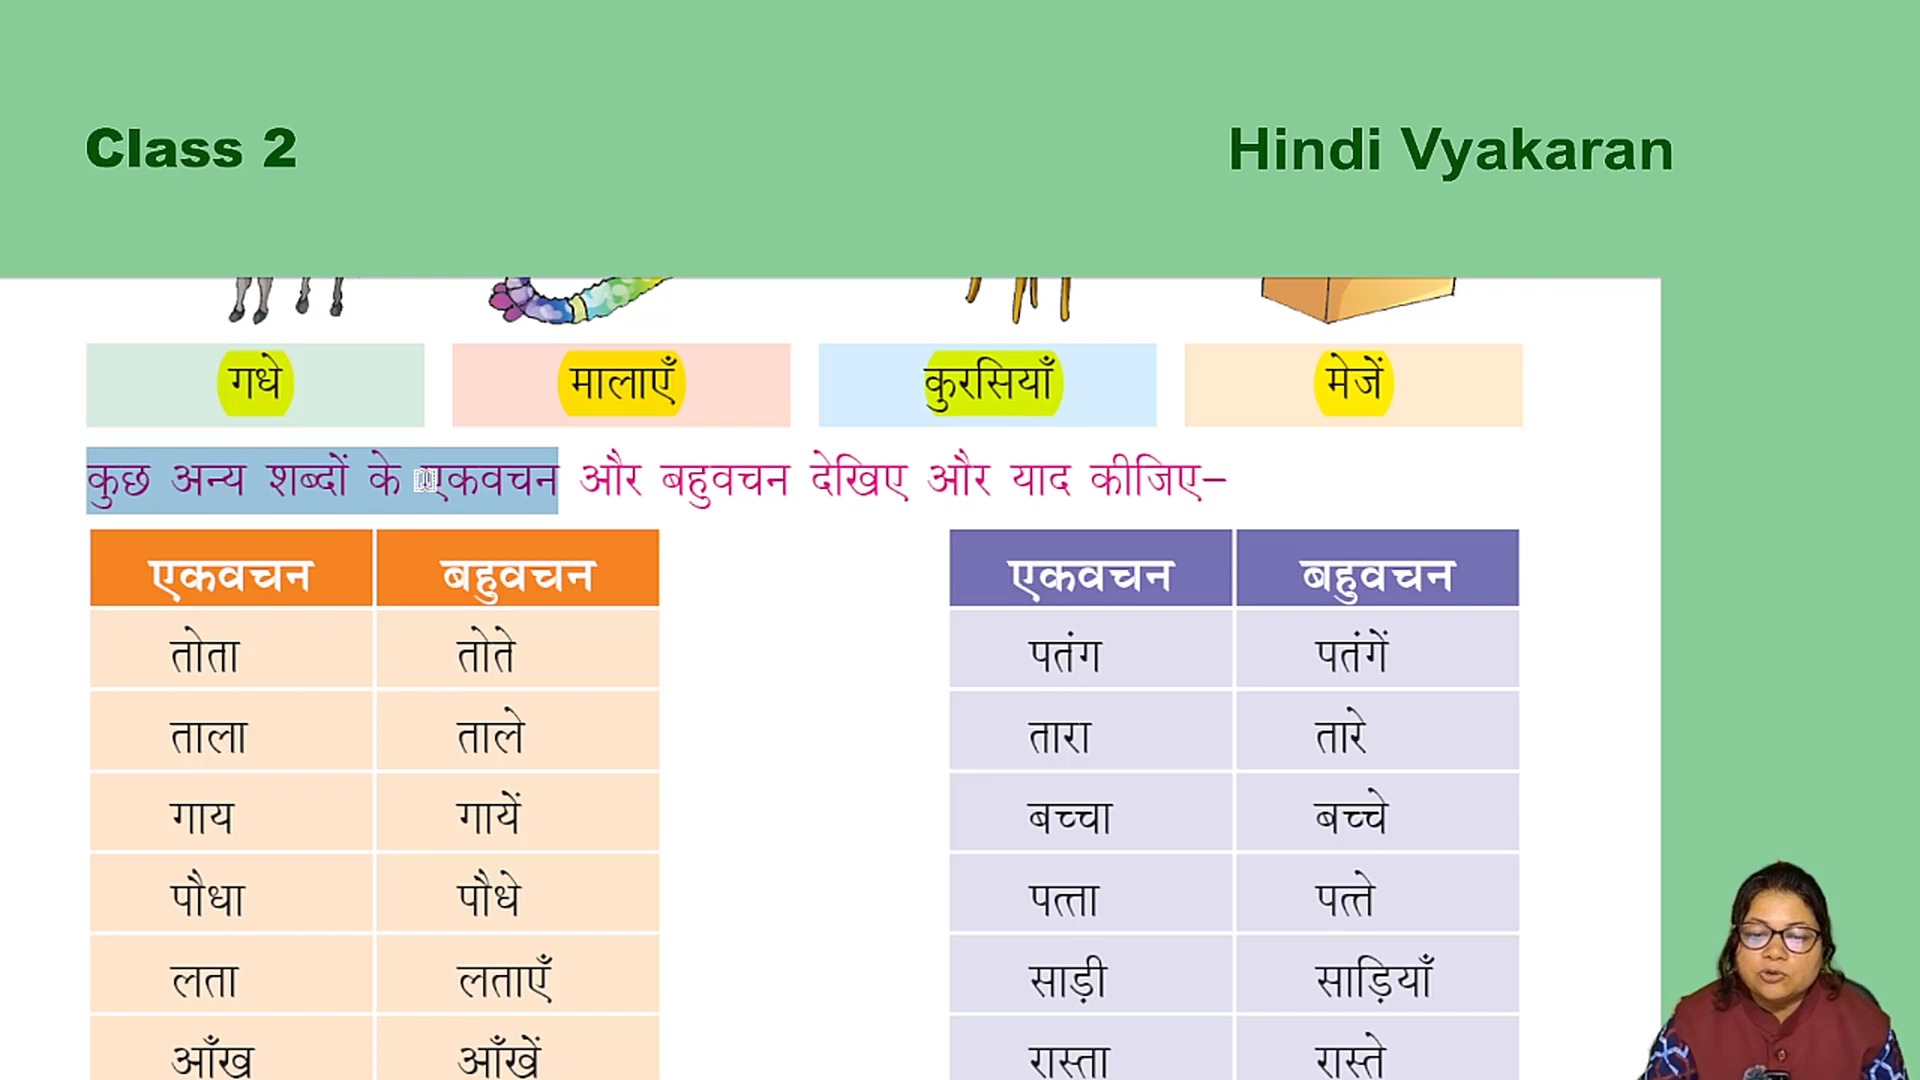 Class 2 Hindi Vyakaran
गधे मालाएँ कुरसियाँ मेजें
कुछ अन्य शब्दों के एकवचन और बहुवचन देखिए और याद कीजिए–
एकवचन बहुवचन एकवचन बहुवचन
तोता तोते पतंग पतंगें
ताला ताले तारा तारे
गाय गायें बच्चा बच्चे
पौधा पौधे पत्ता पत्ते
लता लताएँ साड़ी साड़ियाँ
आँख आँखें रास्ता रास्ते